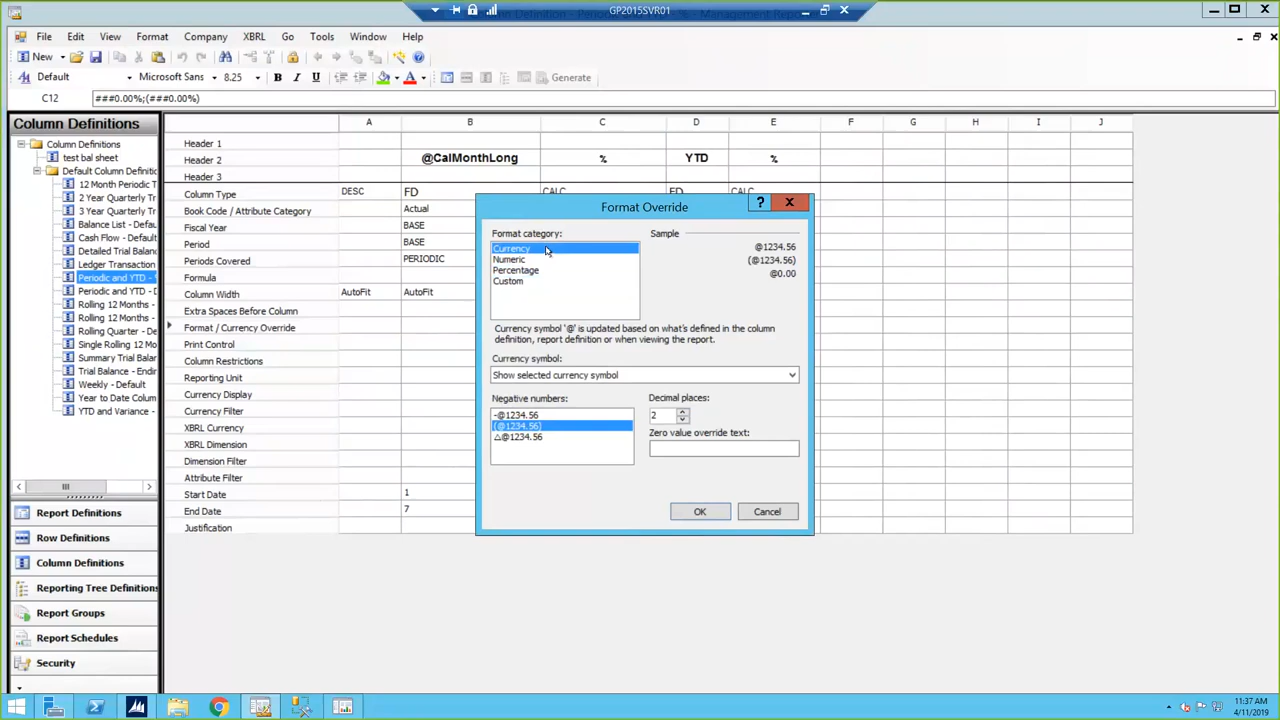 GP2015SVR01
File Edit View Format Company XBRL Go Tools Window Help
New
Default Microsoft Sans 8.25 B I U A Generate
C12 ###0.00%;(###0.00%)
Column Definitions
Column Definitions
test bal sheet
Default Column Definitic
12 Month Periodic T
2 Year Quarterly Tr
3 Year Quarterly Tr
Balance List - Defau
Cash Flow - Default
Detailed Trial Balanc
Ledger Transaction
Periodic and YTD -
Periodic and YTD - D
Rolling 12 Months -
Rolling 12 Months -
Rolling Quarter - De
Single Rolling 12 Mo
Summary Trial Balan
Trial Balance - Endin
Weekly - Default
Year to Date Colum
YTD and Variance -
Report Definitions
Row Definitions
Column Definitions
Reporting Tree Definitions
Report Groups
Report Schedules
Security
A B C D E F G H I J
Header 1
Header 2 @CalMonthLong % YTD %
Header 3
Column Type DESC FD CALC FD CALC
Book Code / Attribute Category Actual
Fiscal Year BASE
Period BASE
Periods Covered PERIODIC
Formula
Column Width AutoFit AutoFit
Extra Spaces Before Column
Format / Currency Override
Print Control
Column Restrictions
Reporting Unit
Currency Display
Currency Filter
XBRL Currency
XBRL Dimension
Dimension Filter
Attribute Filter
Start Date 1
End Date 7
Justification
Format Override
Format category:
Currency
Numeric
Percentage
Custom
Sample
@1234.56
(@1234.56)
@0.00
Currency symbol '@' is updated based on what's defined in the column
definition, report definition or when viewing the report.
Currency symbol:
Show selected currency symbol
Negative numbers:
-@1234.56
(@1234.56)
△@1234.56
Decimal places:
2
Zero value override text:
OK Cancel
11:37 AM
4/11/2019